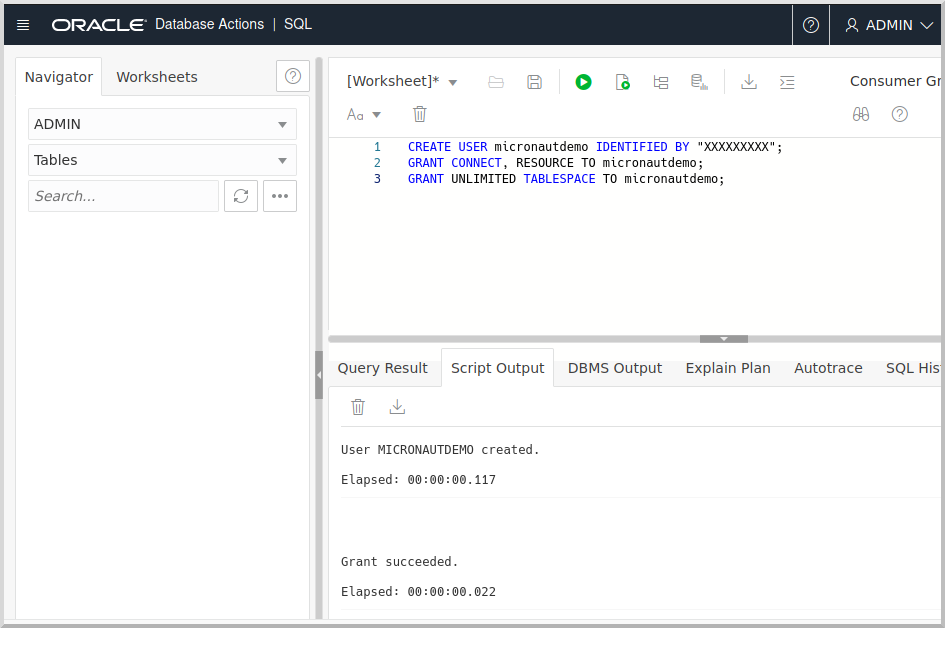 ORACLE Database Actions | SQL
ADMIN
Navigator
Worksheets
ADMIN
Tables
Search...
[Worksheet]*
Consumer Gr
Aa
1 CREATE USER micronautdemo IDENTIFIED BY "XXXXXXXXX";
2 GRANT CONNECT, RESOURCE TO micronautdemo;
3 GRANT UNLIMITED TABLESPACE TO micronautdemo;
Query Result
Script Output
DBMS Output
Explain Plan
Autotrace
SQL His
User MICRONAUTDEMO created.
Elapsed: 00:00:00.117
Grant succeeded.
Elapsed: 00:00:00.022